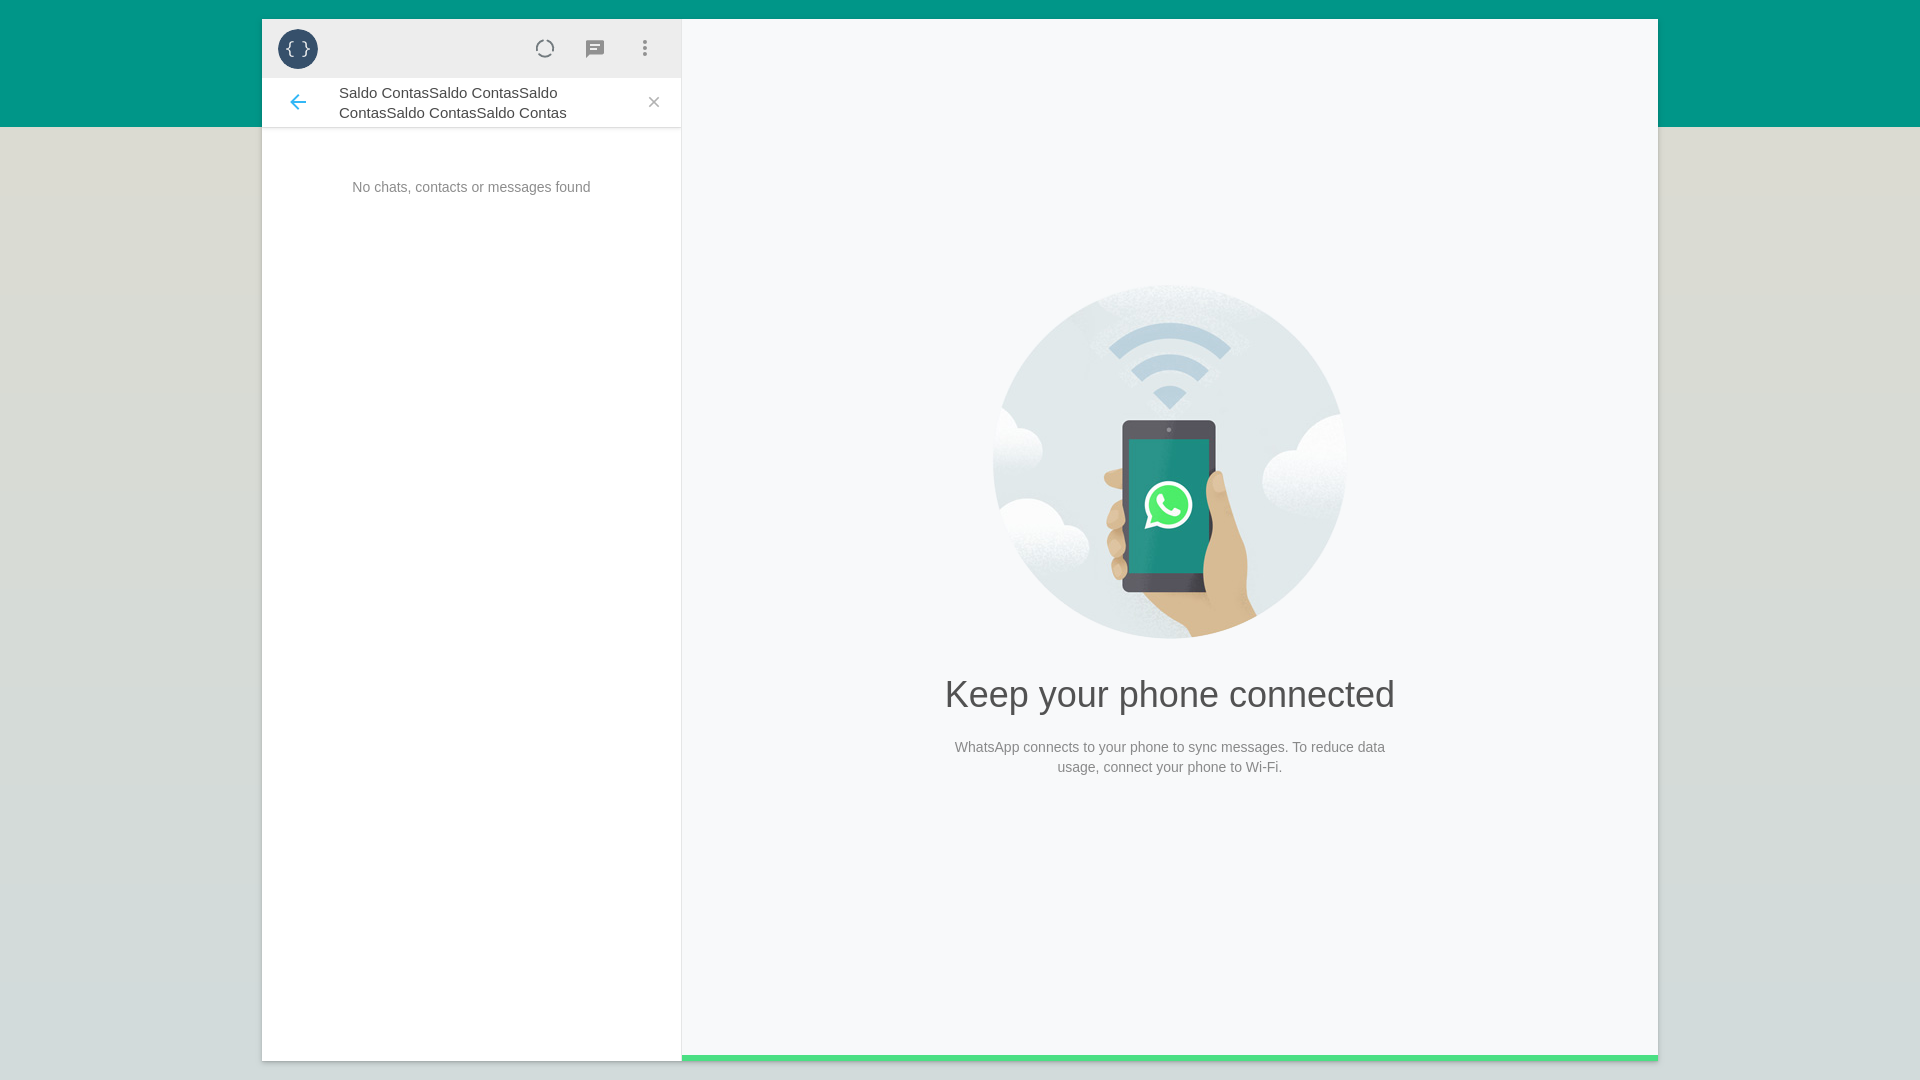 { }
Saldo ContasSaldo ContasSaldo
ContasSaldo ContasSaldo Contas
No chats, contacts or messages found
Keep your phone connected
WhatsApp connects to your phone to sync messages. To reduce data
usage, connect your phone to Wi-Fi.